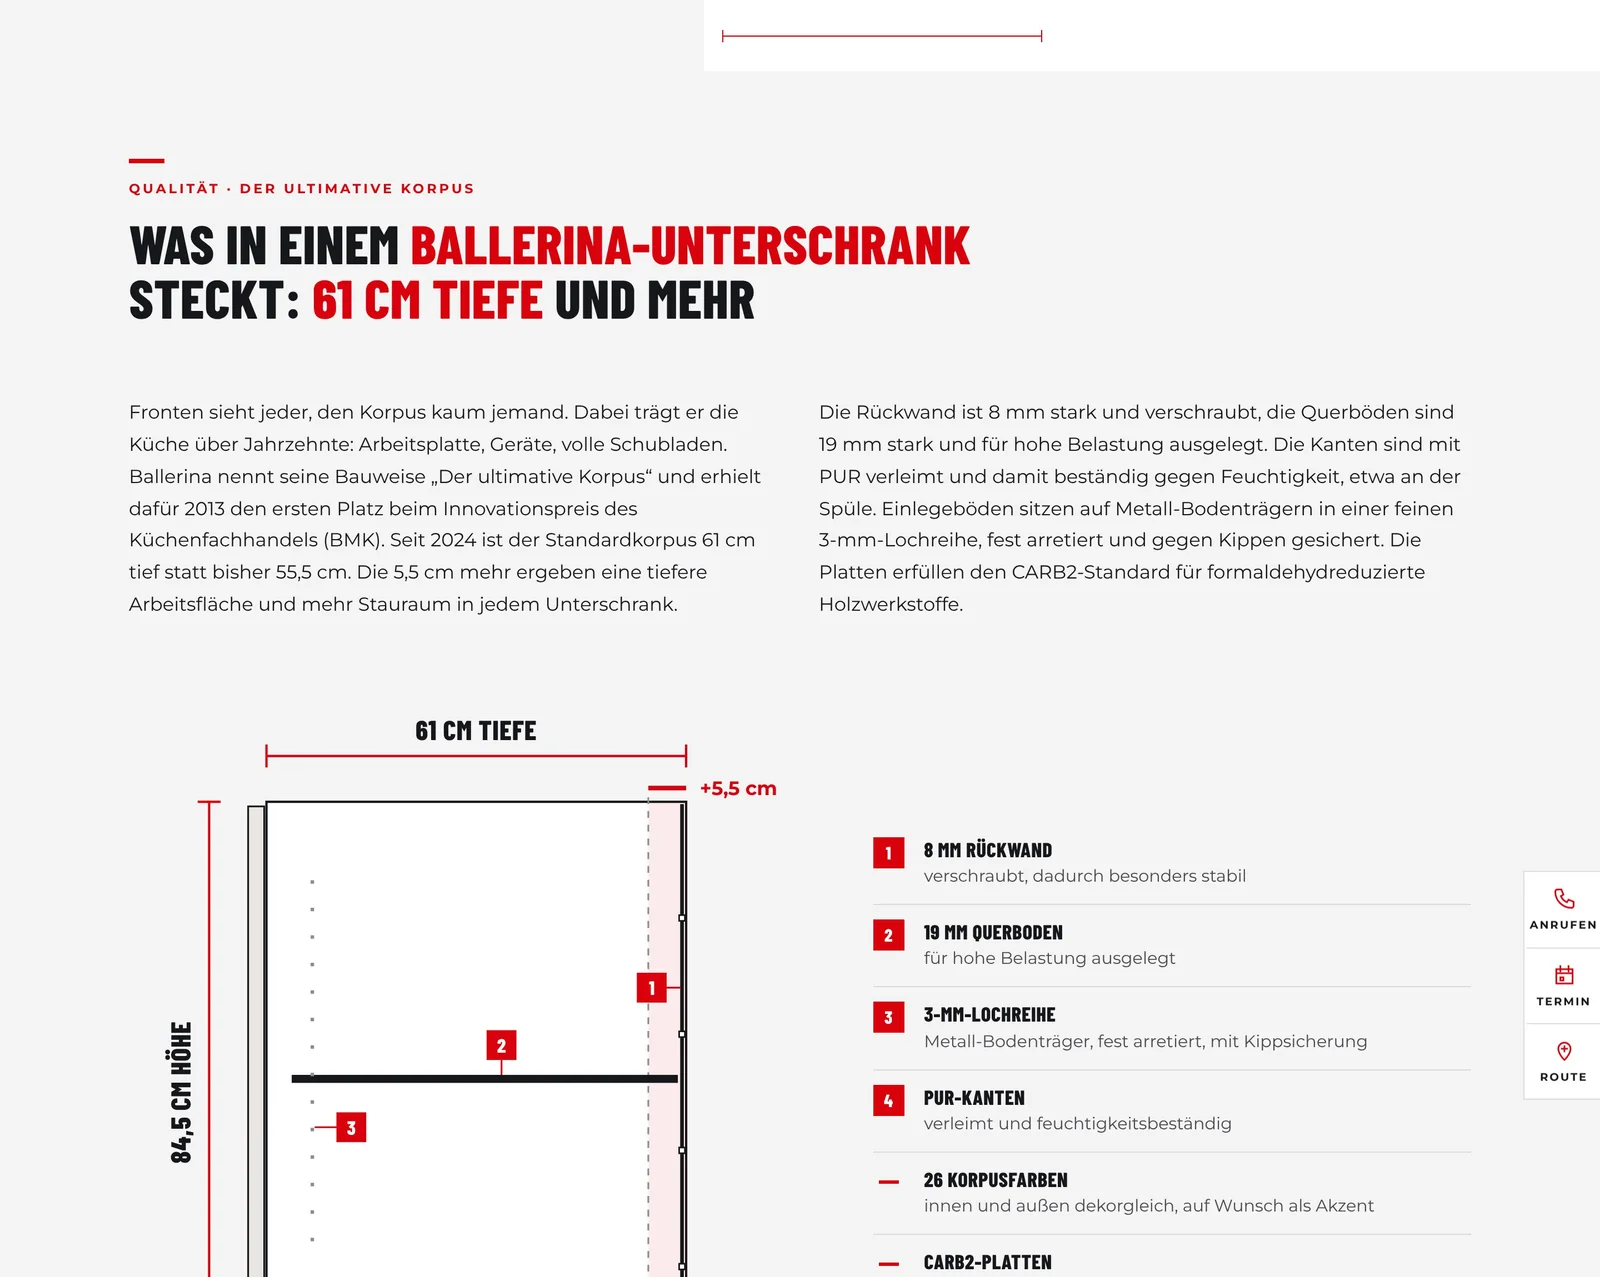 QUALITÄT · DER ULTIMATIVE KORPUS
WAS IN EINEM BALLERINA-UNTERSCHRANK
STECKT: 61 CM TIEFE UND MEHR
Fronten sieht jeder, den Korpus kaum jemand. Dabei trägt er die
Küche über Jahrzehnte: Arbeitsplatte, Geräte, volle Schubladen.
Ballerina nennt seine Bauweise „Der ultimative Korpus“ und erhielt
dafür 2013 den ersten Platz beim Innovationspreis des
Küchenfachhandels (BMK). Seit 2024 ist der Standardkorpus 61 cm
tief statt bisher 55,5 cm. Die 5,5 cm mehr ergeben eine tiefere
Arbeitsfläche und mehr Stauraum in jedem Unterschrank.
Die Rückwand ist 8 mm stark und verschraubt, die Querböden sind
19 mm stark und für hohe Belastung ausgelegt. Die Kanten sind mit
PUR verleimt und damit beständig gegen Feuchtigkeit, etwa an der
Spüle. Einlegeböden sitzen auf Metall-Bodenträgern in einer feinen
3-mm-Lochreihe, fest arretiert und gegen Kippen gesichert. Die
Platten erfüllen den CARB2-Standard für formaldehydreduzierte
Holzwerkstoffe.
61 CM TIEFE
+5,5 cm
84,5 CM HÖHE
1
2
3
1 8 MM RÜCKWAND
verschraubt, dadurch besonders stabil
2 19 MM QUERBODEN
für hohe Belastung ausgelegt
3 3-MM-LOCHREIHE
Metall-Bodenträger, fest arretiert, mit Kippsicherung
4 PUR-KANTEN
verleimt und feuchtigkeitsbeständig
26 KORPUSFARBEN
innen und außen dekorgleich, auf Wunsch als Akzent
CARB2-PLATTEN
ANRUFEN
TERMIN
ROUTE